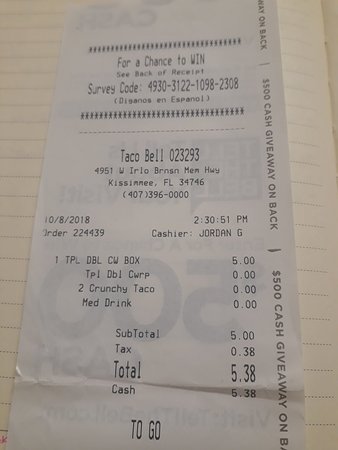 For a Chance to WIN
See Back of Receipt
Survey Code: 4930-3122-1098-2308
(Diganos en Espanol)
Taco Bell 023293
4951 W Irlo Brnsn Mem Hwy
Kissimmee, FL 34746
(407)396-0000
10/8/2018 2:30:51 PM
Order 224439 Cashier: JORDAN G
1 TPL DBL CW BOX 5.00
Tpl Dbl Cwrp 0.00
2 Crunchy Taco 0.00
Med Drink 0.00
SubTotal 5.00
Tax 0.38
Total 5.38
Cash 5.38
TO GO
AWAY ON BACK
$500 CASH GIVEAWAY ON BACK
$500 CASH GIVEAWAY ON BACK